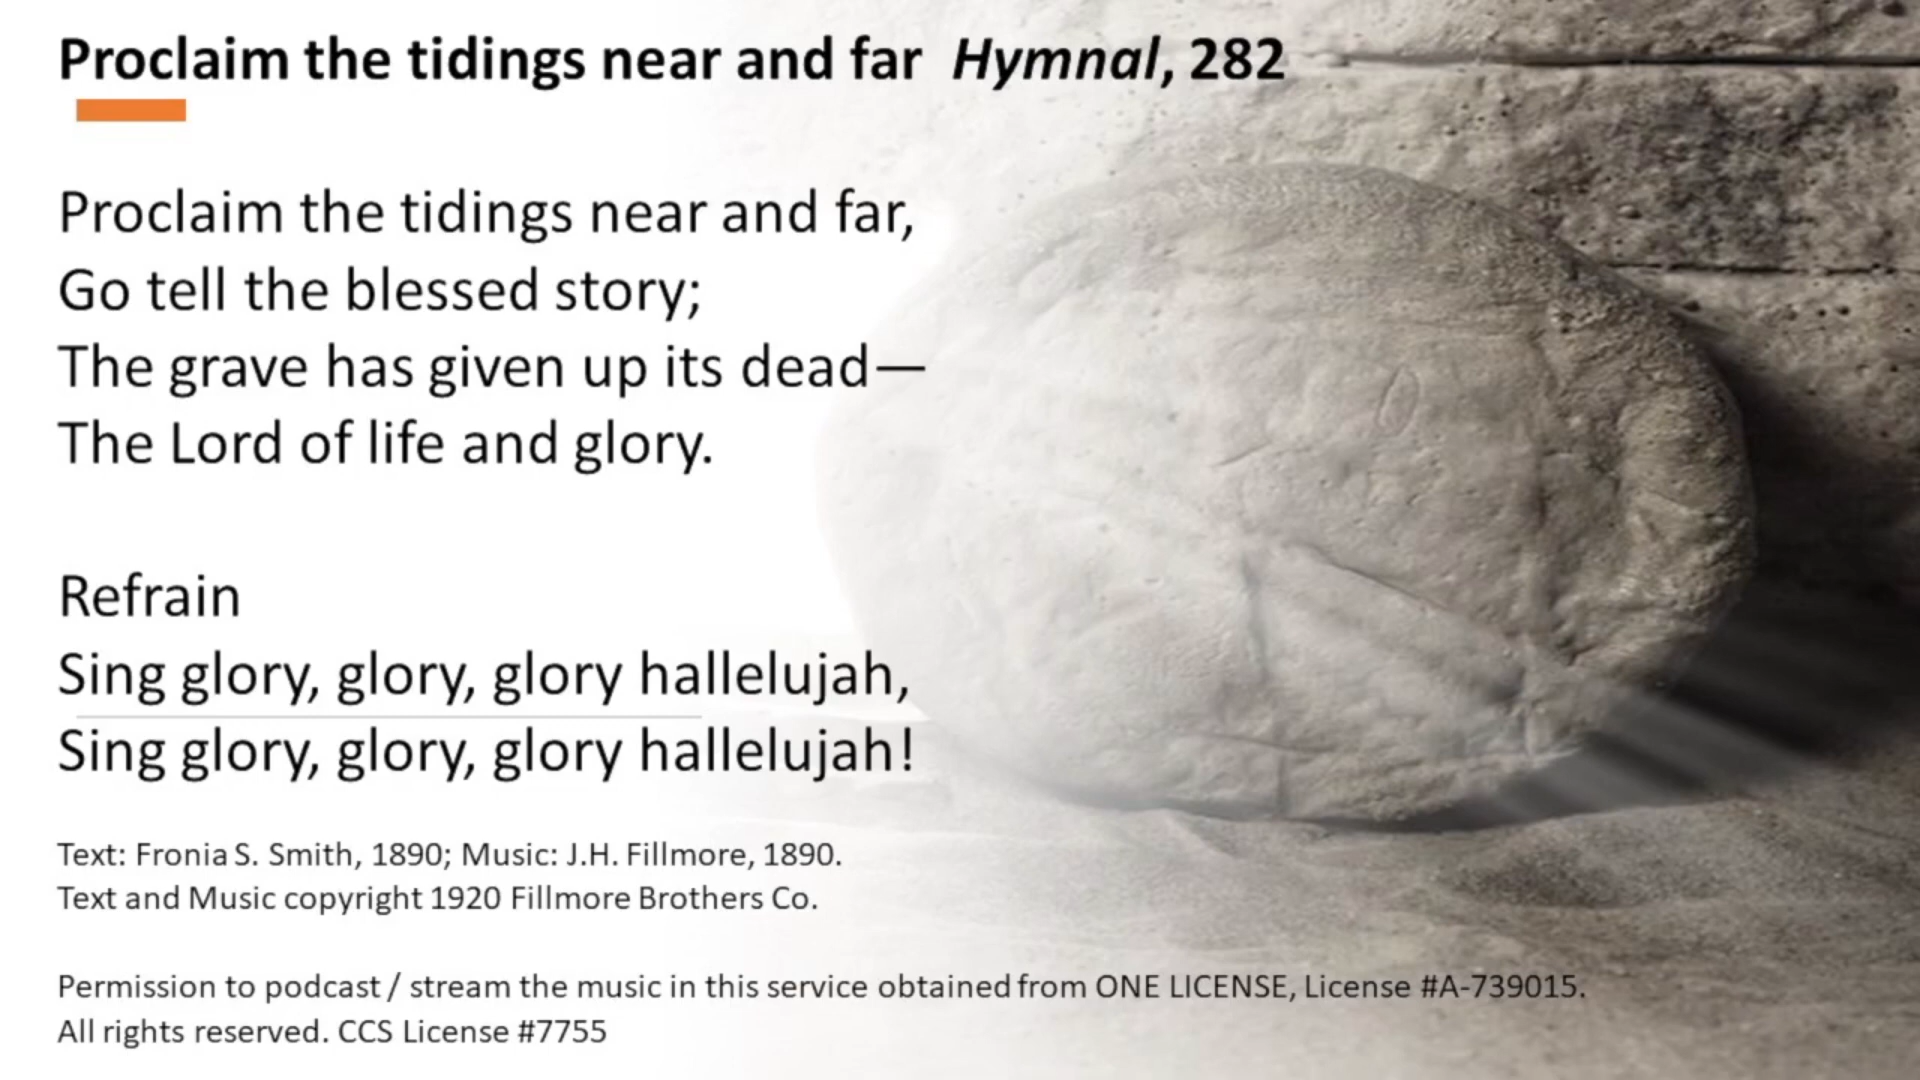 Proclaim the tidings near and far Hymnal, 282
Proclaim the tidings near and far,
Go tell the blessed story;
The grave has given up its dead—
The Lord of life and glory.
Refrain
Sing glory, glory, glory hallelujah,
Sing glory, glory, glory hallelujah!
Text: Fronia S. Smith, 1890; Music: J.H. Fillmore, 1890.
Text and Music copyright 1920 Fillmore Brothers Co.
Permission to podcast / stream the music in this service obtained from ONE LICENSE, License #A-739015.
All rights reserved. CCS License #7755